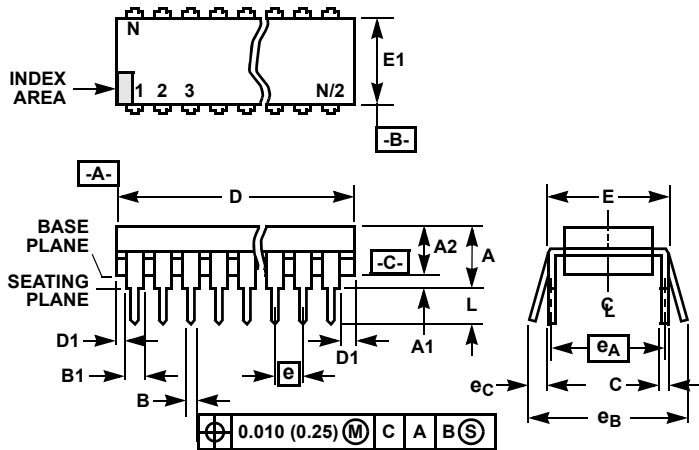 N
E1
INDEX
AREA
1 2 3 N/2
-B-
-A-
D
E
BASE
PLANE
A2
A
-C-
SEATING
PLANE
L
C
L
D1
A1
D1
eA
B1
e
eC
C
B
eB
0.010 (0.25) M C A B S